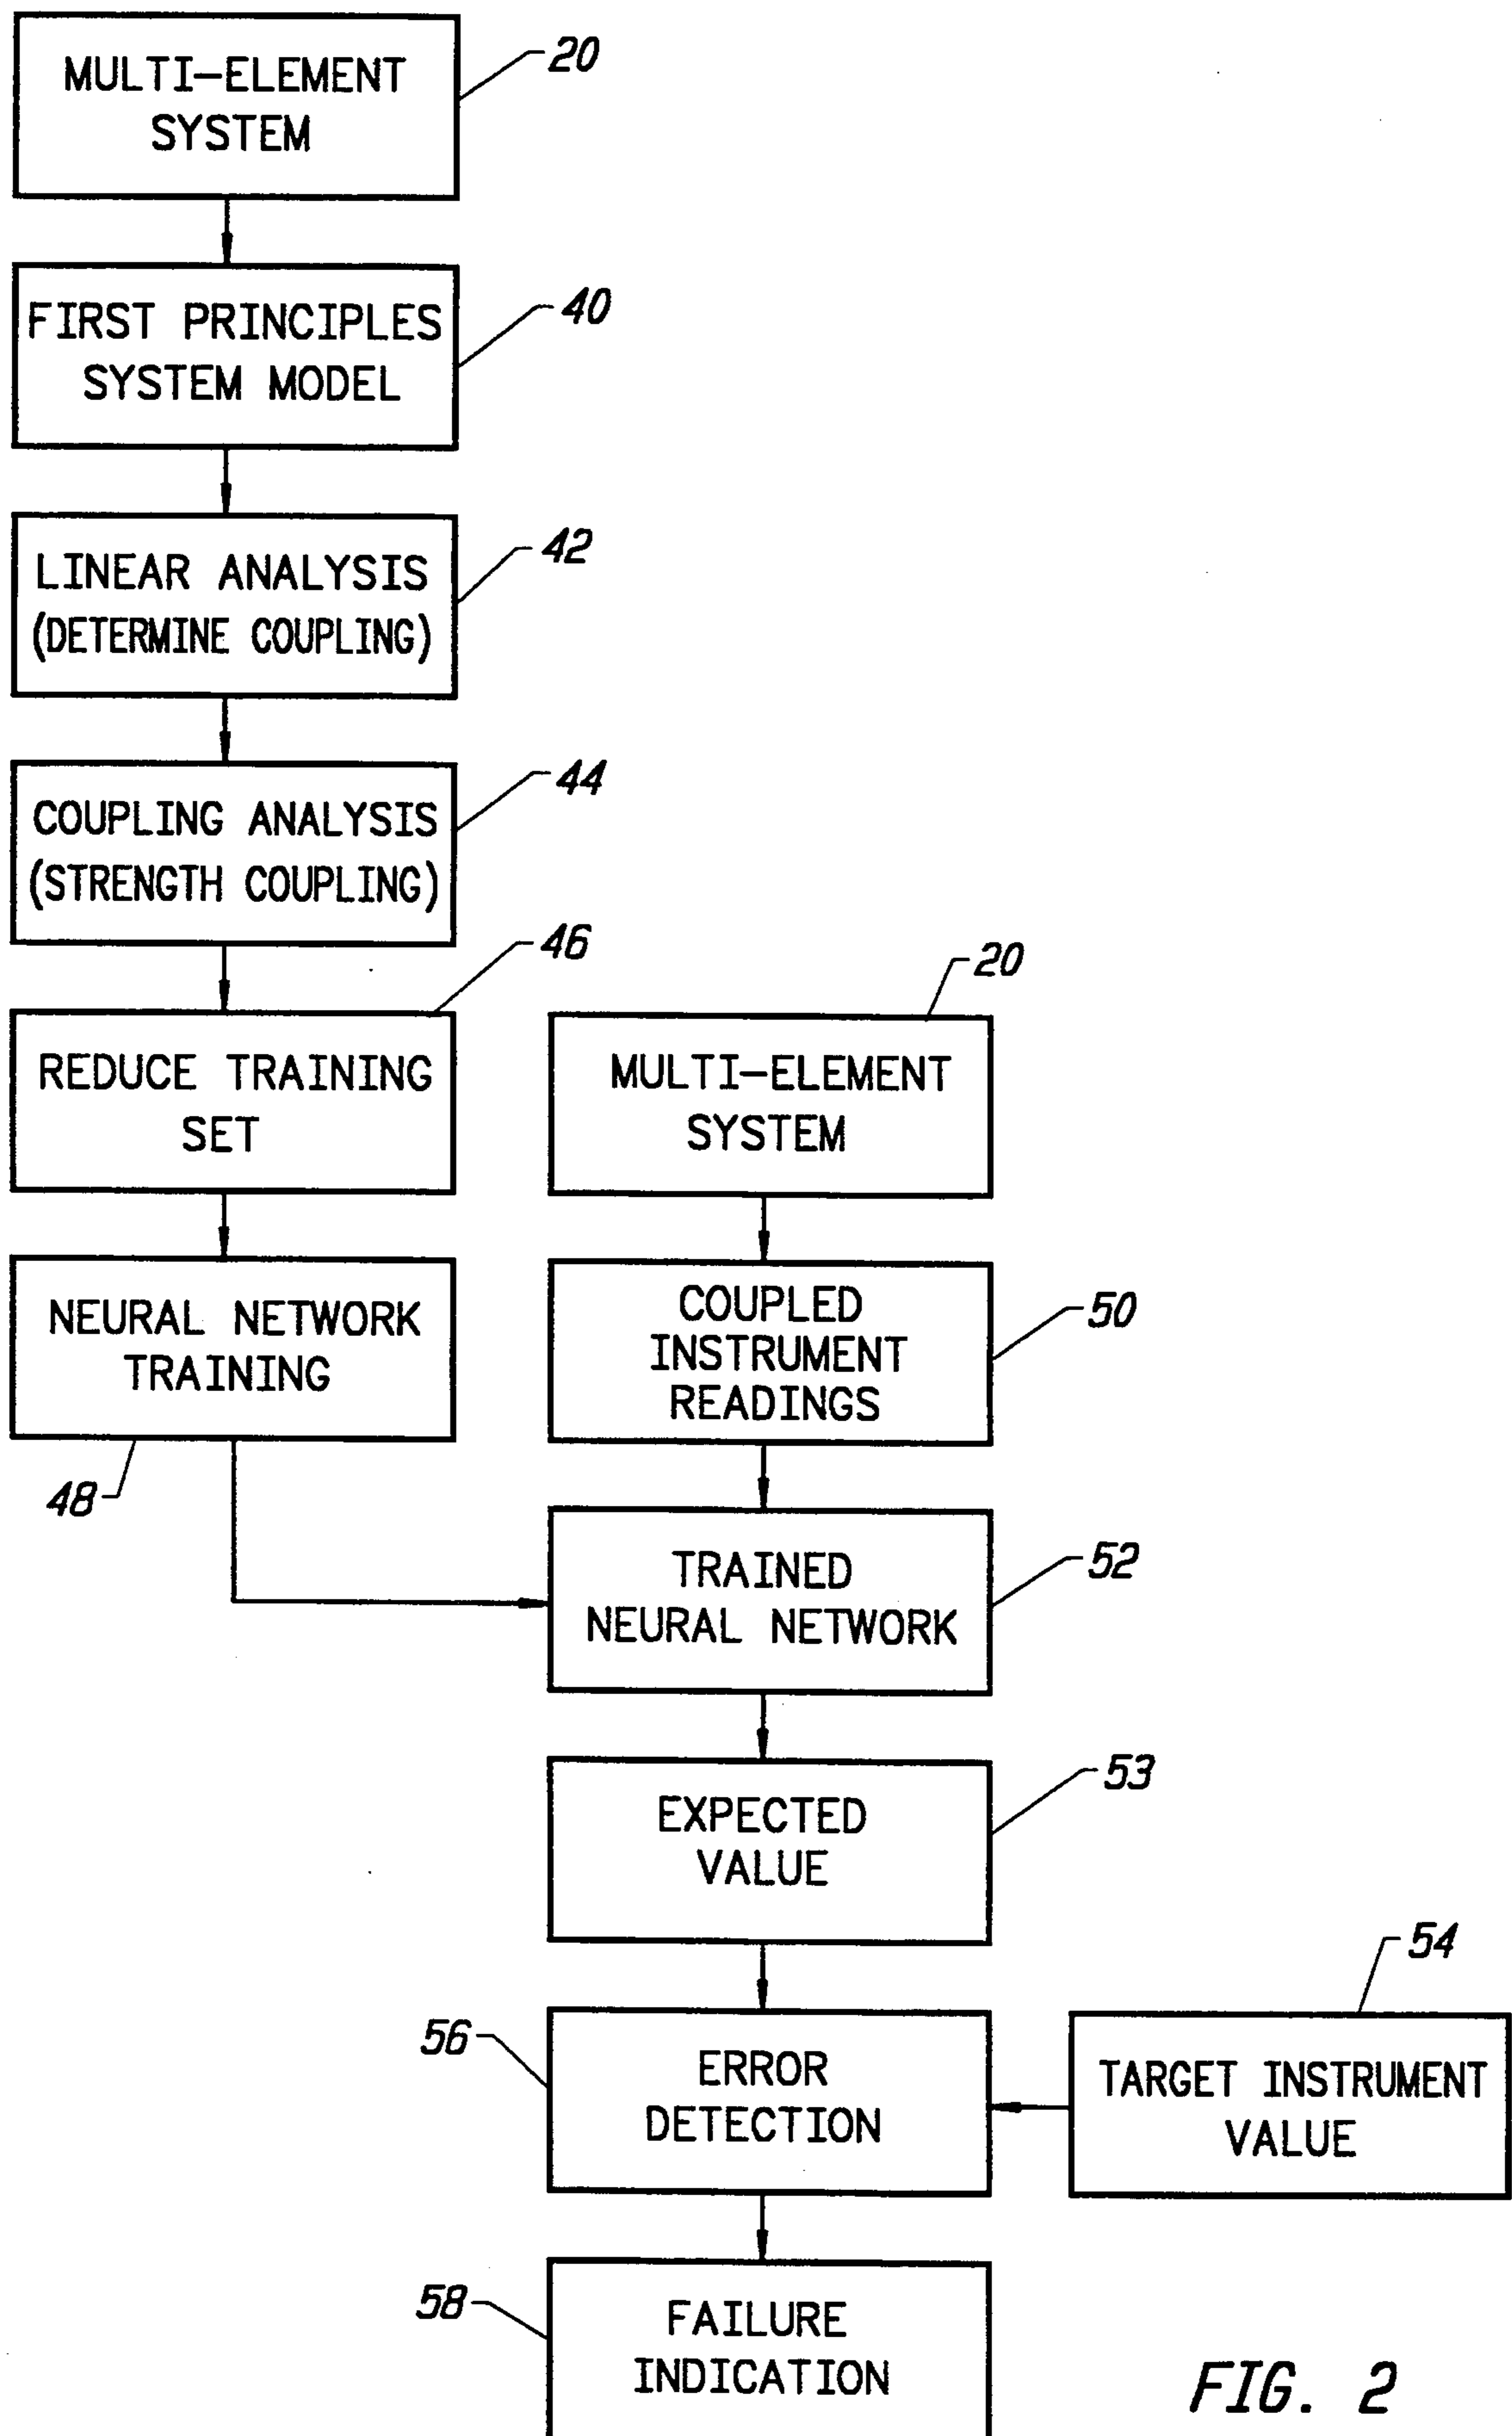 MULTI-ELEMENT
SYSTEM
20
FIRST PRINCIPLES
SYSTEM MODEL
40
LINEAR ANALYSIS
(DETERMINE COUPLING)
42
COUPLING ANALYSIS
(STRENGTH COUPLING)
44
REDUCE TRAINING
SET
46
NEURAL NETWORK
TRAINING
48
MULTI-ELEMENT
SYSTEM
20
COUPLED
INSTRUMENT
READINGS
50
TRAINED
NEURAL NETWORK
52
EXPECTED
VALUE
53
TARGET INSTRUMENT
VALUE
54
ERROR
DETECTION
56
FAILURE
INDICATION
58
FIG. 2